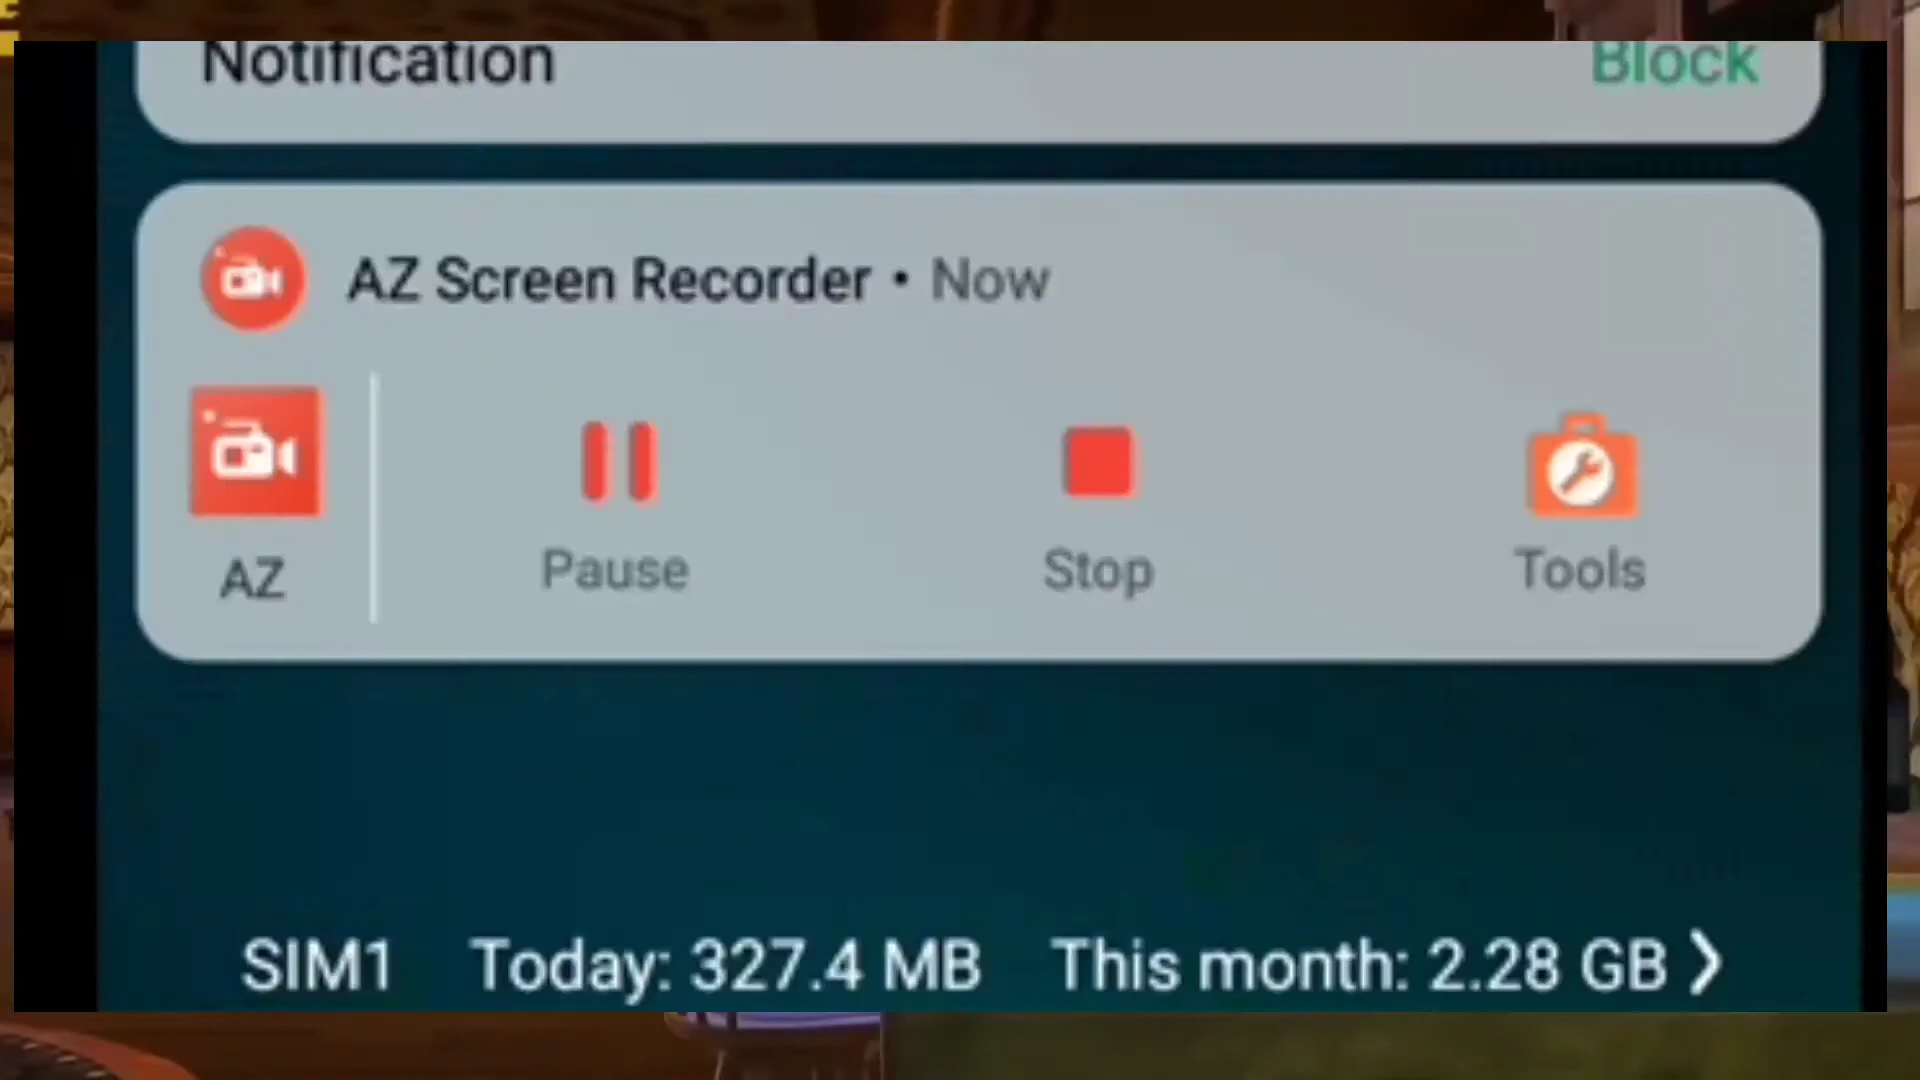 Notification Block
AZ Screen Recorder • Now
AZ Pause Stop Tools
SIM1 Today: 327.4 MB This month: 2.28 GB